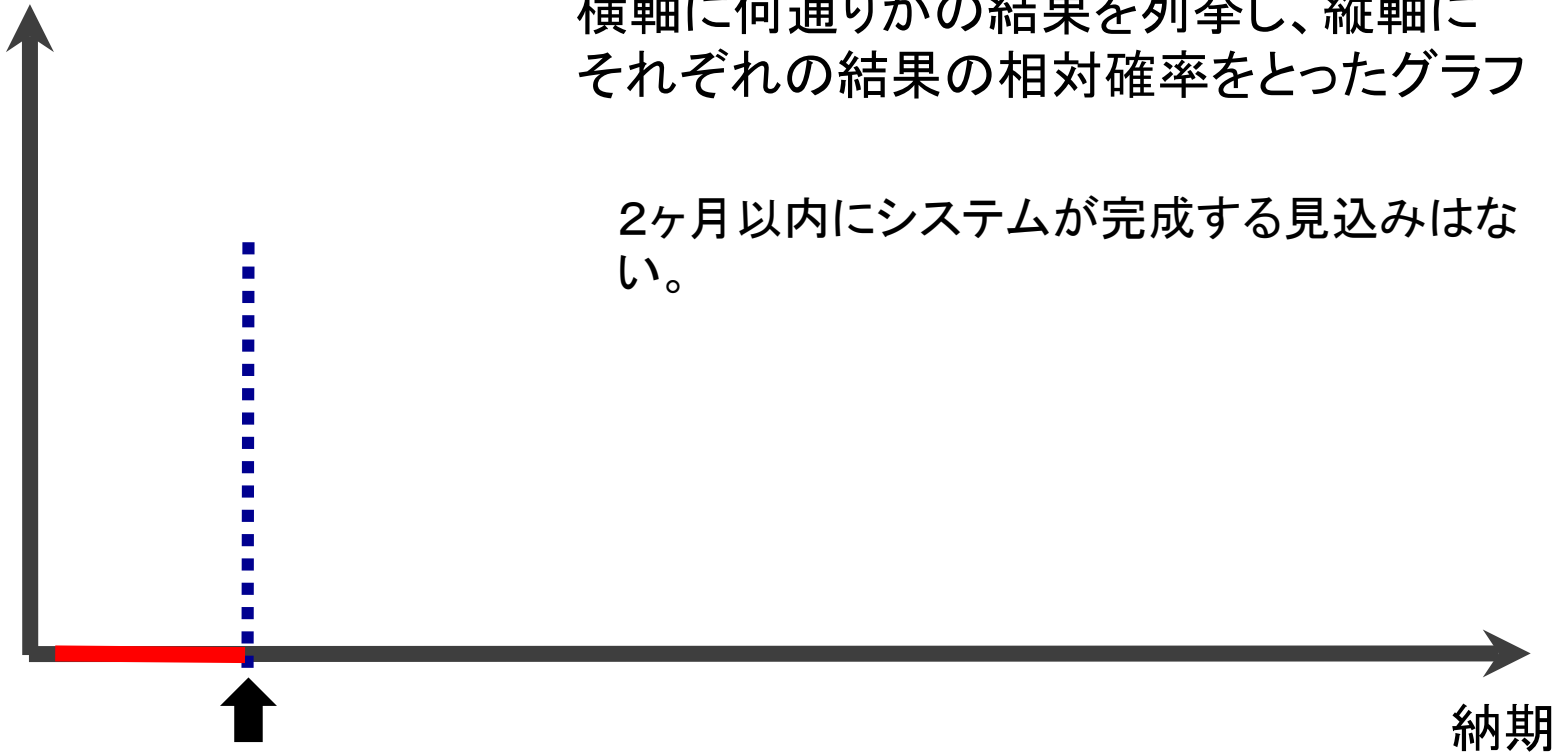 横軸に何通りかの結果を列挙し、縦軸に
それぞれの結果の相対確率をとったグラフ
２ヶ月以内にシステムが完成する見込みはな
い。
納期